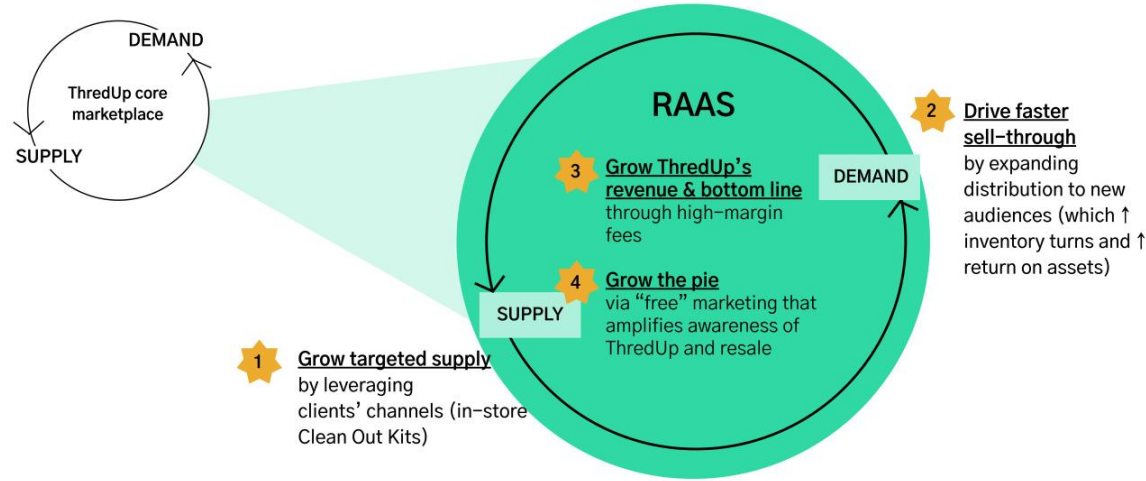 DEMAND
ThredUp core
marketplace
SUPPLY
RAAS
3
Grow ThredUp’s
revenue & bottom line
through high-margin
fees
4
Grow the pie
via “free” marketing that
amplifies awareness of
ThredUp and resale
DEMAND
SUPPLY
2
Drive faster
sell-through
by expanding
distribution to new
audiences (which ↑
inventory turns and ↑
return on assets)
1
Grow targeted supply
by leveraging
clients’ channels (in-store
Clean Out Kits)